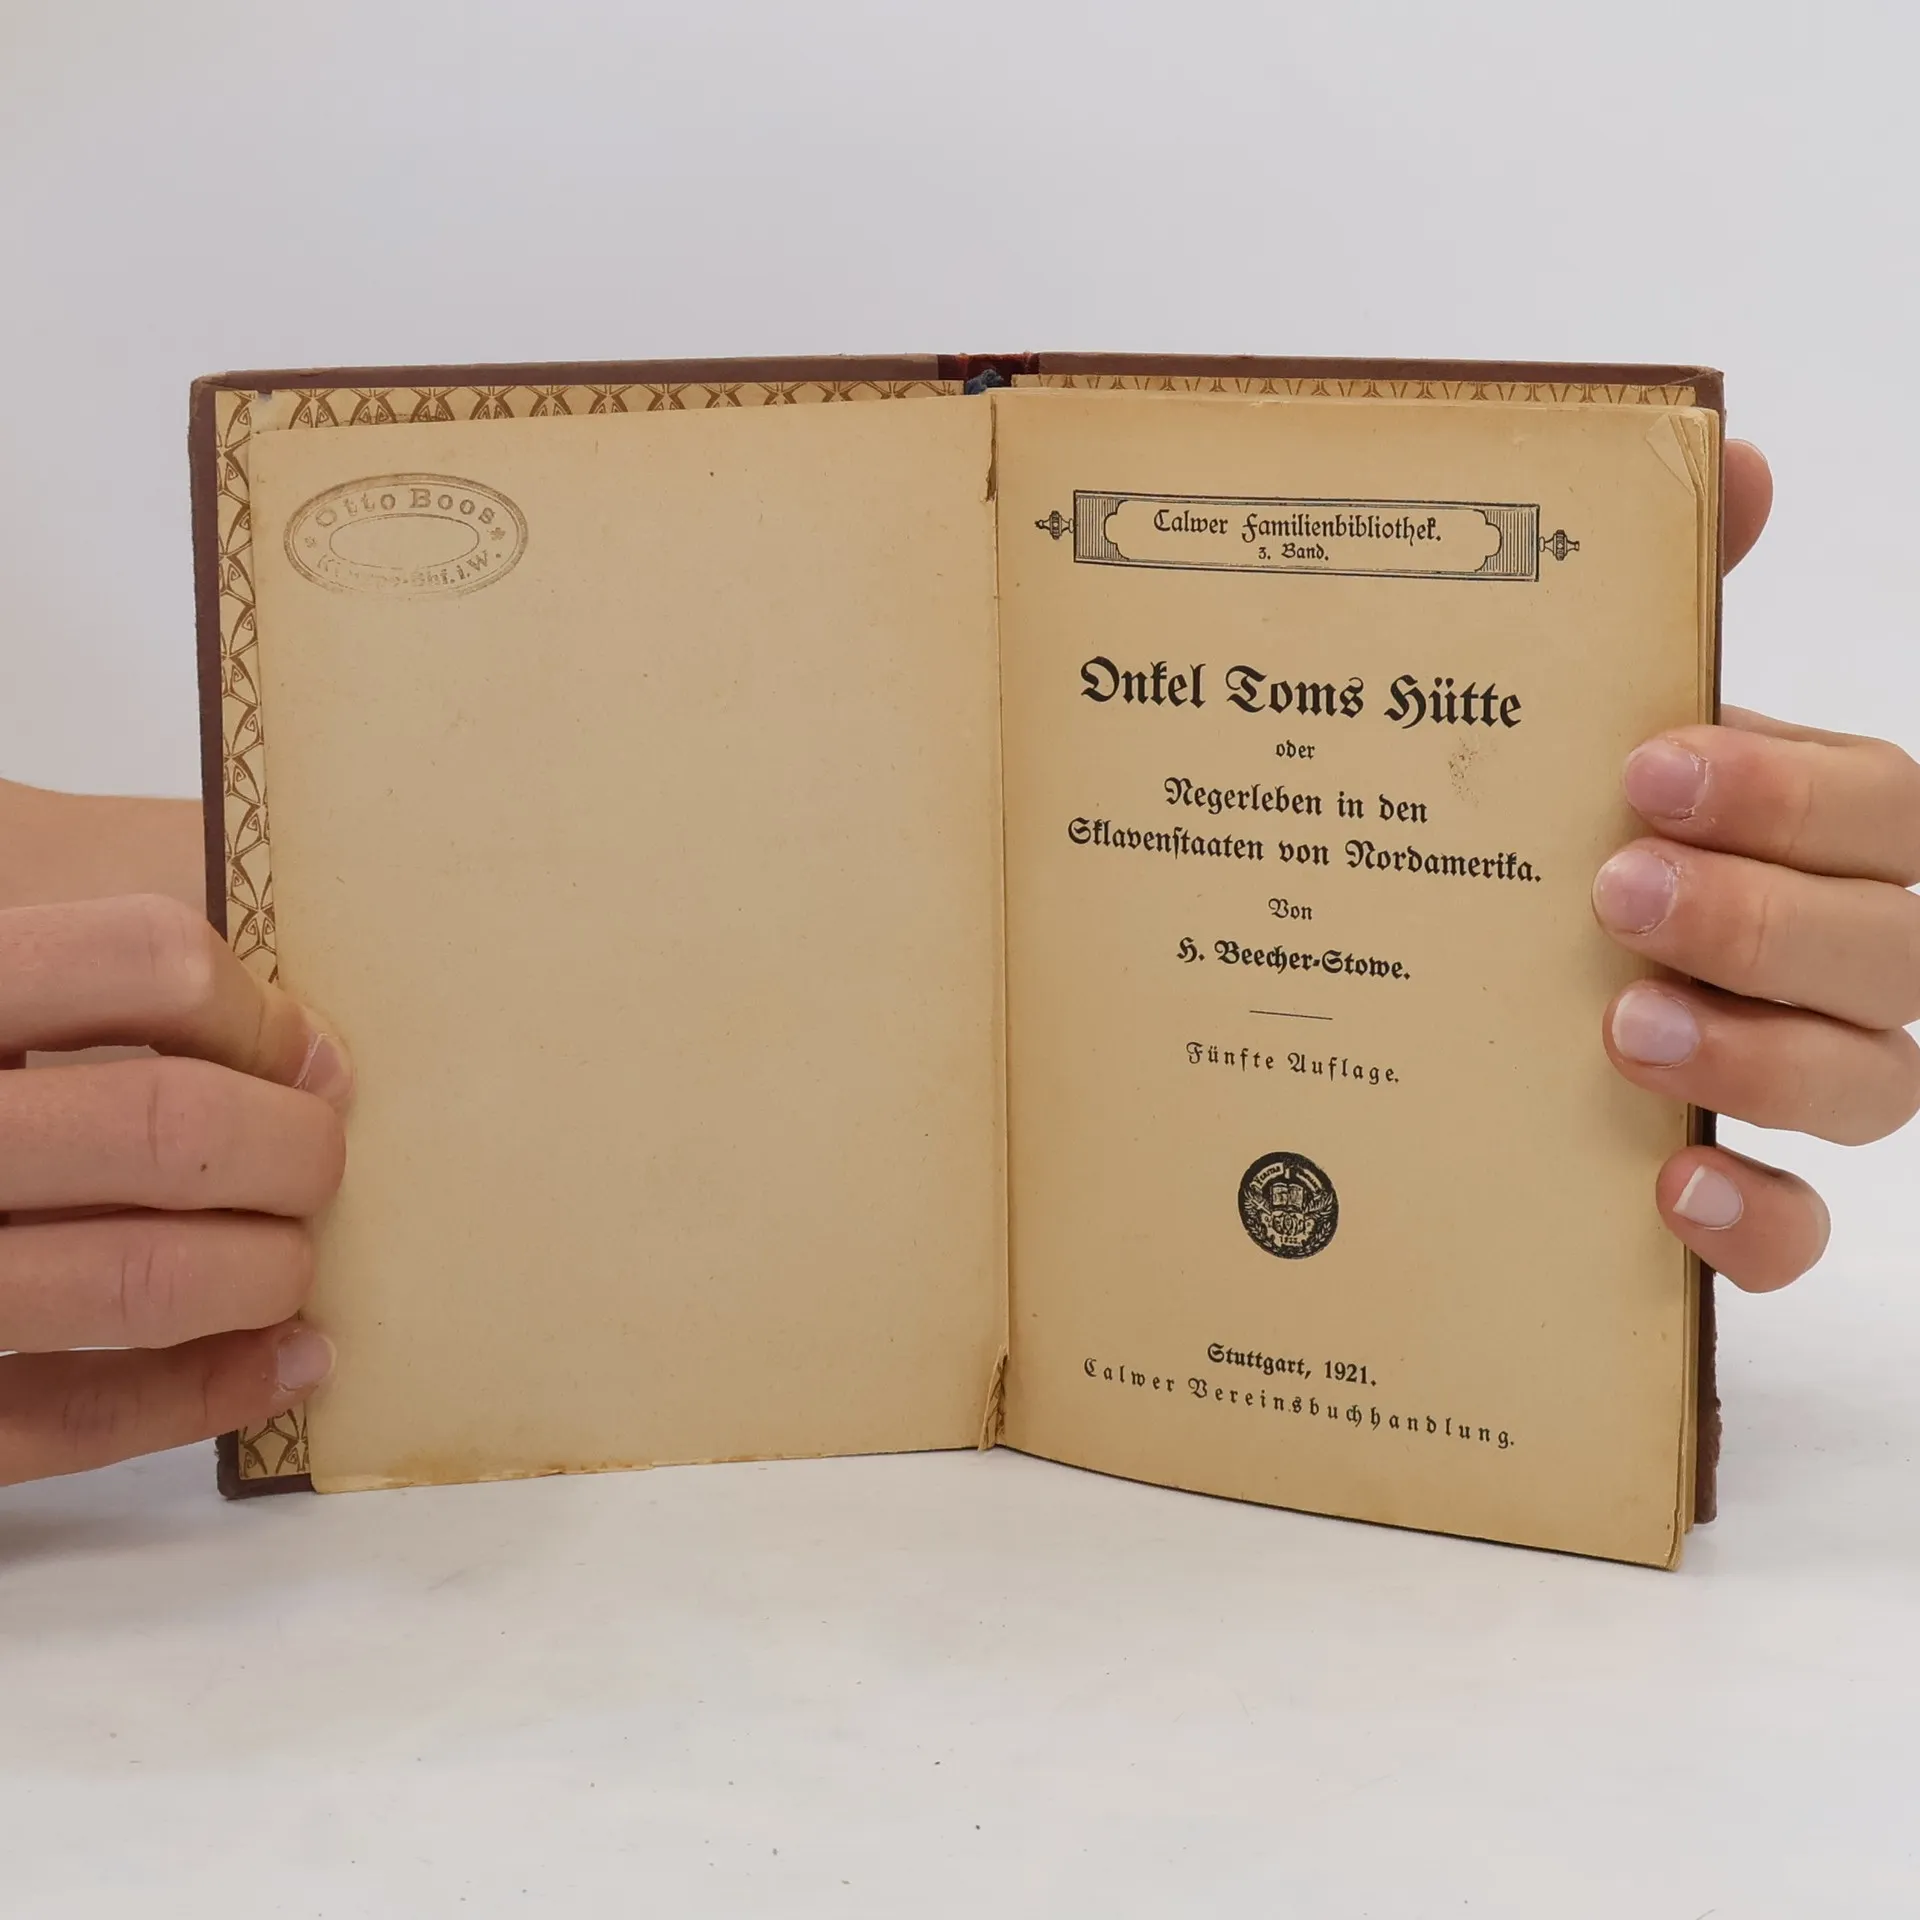 Otto Boos
i. W.
Calwer Familienbibliothek.
3. Band.
Onkel Toms Hütte
oder
Negerleben in den
Sklavenstaaten von Nordamerika.
Von
H. Beecher-Stowe.
Fünfte Auflage.
Stuttgart, 1921.
Calwer Vereinsbuchhandlung.